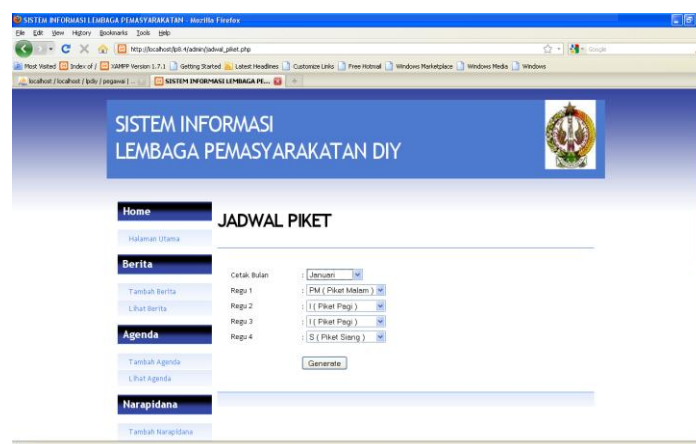 SISTEM INFORMASI LEMBAGA PEMASYARAKATAN - Mozilla Firefox
File Edit View History Bookmarks Tools Help
http://localhost/lp8.4/admin/jadwal_piket.php
Google
Most Visited Index of / XAMPP Version 1.7.1 Getting Started Latest Headlines Customize Links Free Hotmail Windows Marketplace Windows Media Windows
localhost / localhost / lpdiy / pegawai | ... SISTEM INFORMASI LEMBAGA PE...
SISTEM INFORMASI
LEMBAGA PEMASYARAKATAN DIY
Home
Halaman Utama
Berita
Tambah Berita
Lihat Berita
Agenda
Tambah Agenda
Lihat Agenda
Narapidana
Tambah Narapidana
JADWAL PIKET
Cetak Bulan : Januari
Regu 1 : PM ( Piket Malam )
Regu 2 : I ( Piket Pagi )
Regu 3 : I ( Piket Pagi )
Regu 4 : S ( Piket Siang )
Generate